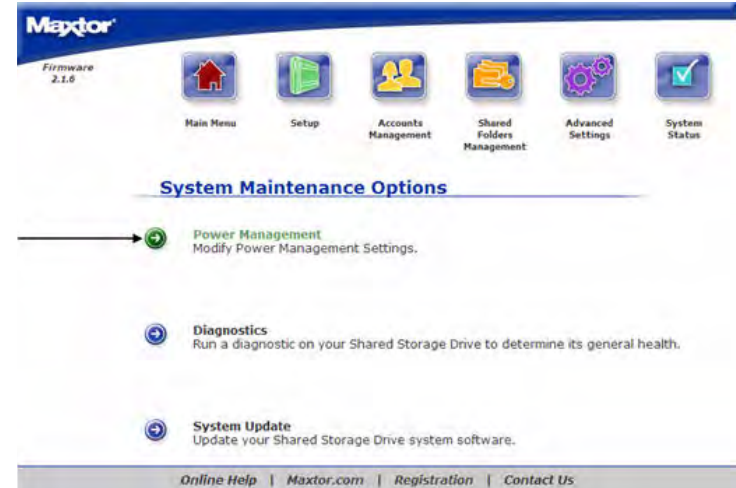 Maxtor
Firmware
2.1.6
Main Menu
Setup
Accounts
Management
Shared
Folders
Management
Advanced
Settings
System
Status
System Maintenance Options
Power Management
Modify Power Management Settings.
Diagnostics
Run a diagnostic on your Shared Storage Drive to determine its general health.
System Update
Update your Shared Storage Drive system software.
Online Help | Maxtor.com | Registration | Contact Us